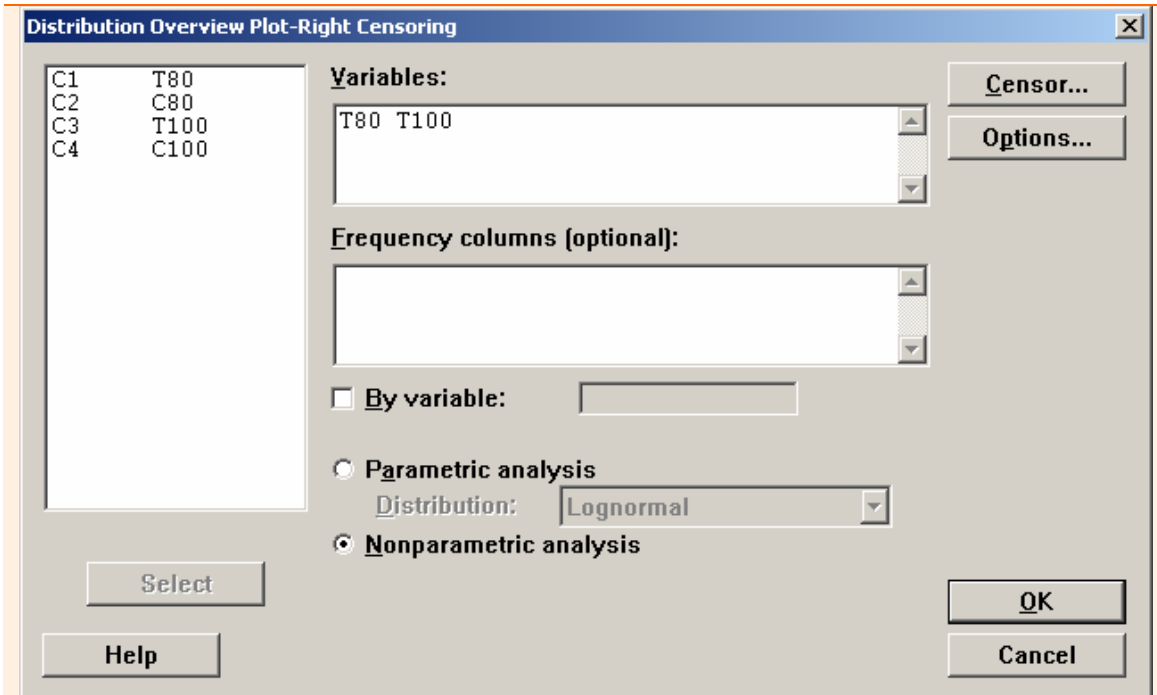 Distribution Overview Plot-Right Censoring
C1 T80
C2 C80
C3 T100
C4 C100
Variables:
T80 T100
Censor...
Options...
Frequency columns (optional):
By variable:
Parametric analysis
Distribution: Lognormal
Nonparametric analysis
Select
Help
OK
Cancel